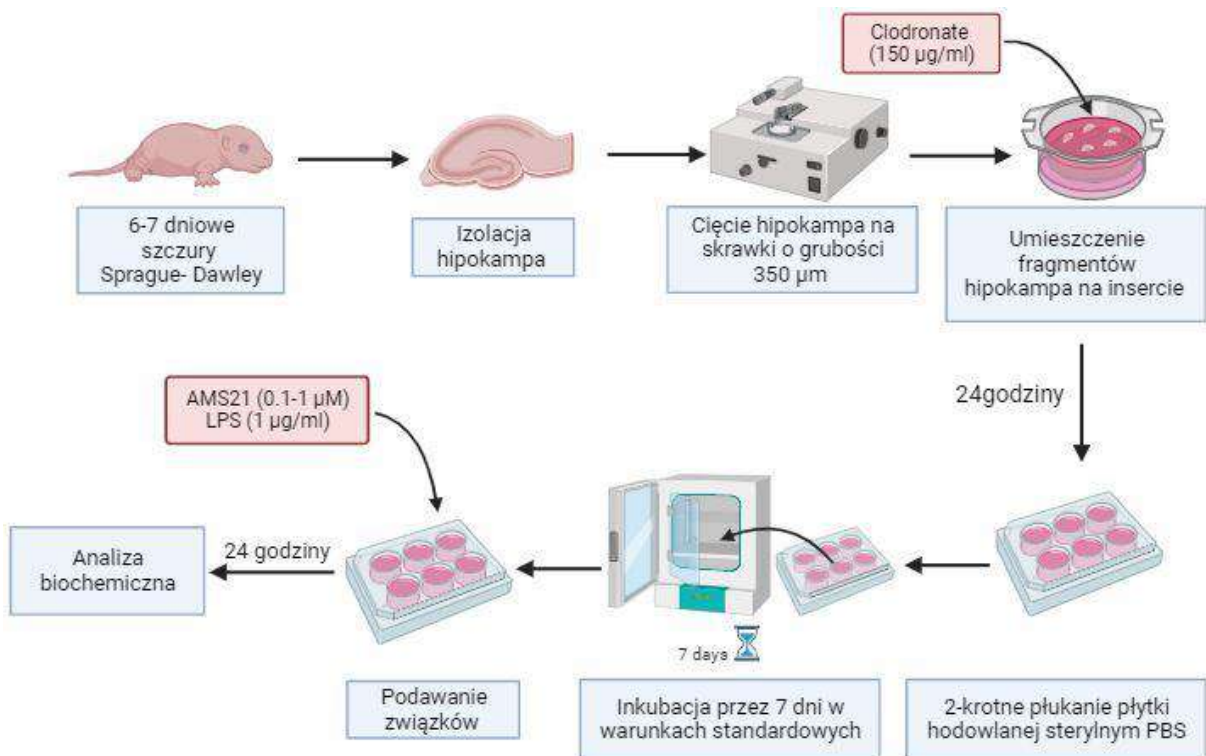 Clodronate
(150 µg/ml)
6-7 dniowe
szczury
Sprague- Dawley
Izolacja
hipokampa
Cięcie hipokampa na
skrawki o grubości
350 µm
Umieszczenie
fragmentów
hipokampa na insercie
24godziny
AMS21 (0.1-1 µM)
LPS (1 µg/ml)
Analiza
biochemiczna
24 godziny
7 days
Podawanie
związków
Inkubacja przez 7 dni w
warunkach standardowych
2-krotne płukanie płytki
hodowlanej sterylnym PBS